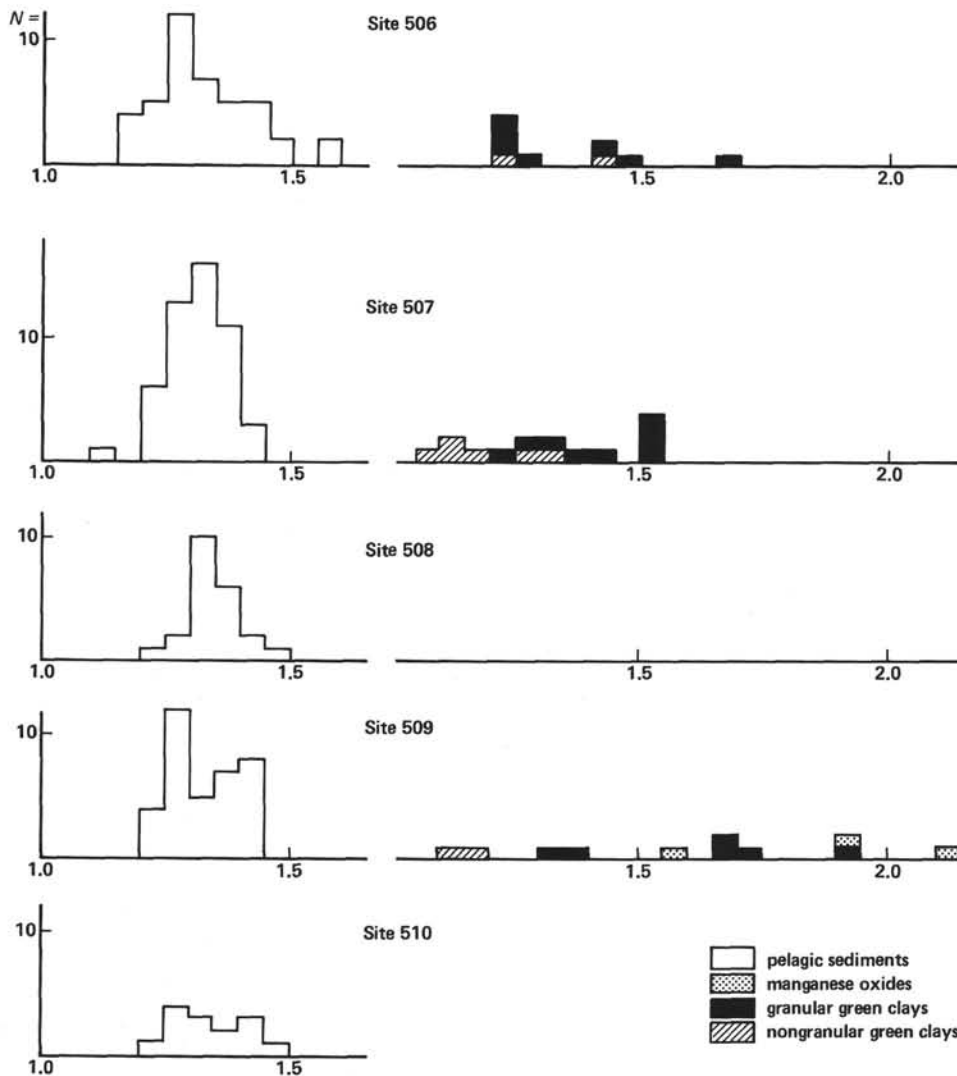 N =
Site 506
10
1.0 1.5 1.5 2.0
Site 507
10
1.0 1.5 1.5 2.0
Site 508
10
1.0 1.5 1.5 2.0
Site 509
10
1.0 1.5 1.5 2.0
Site 510
10
1.0 1.5
pelagic sediments
manganese oxides
granular green clays
nongranular green clays